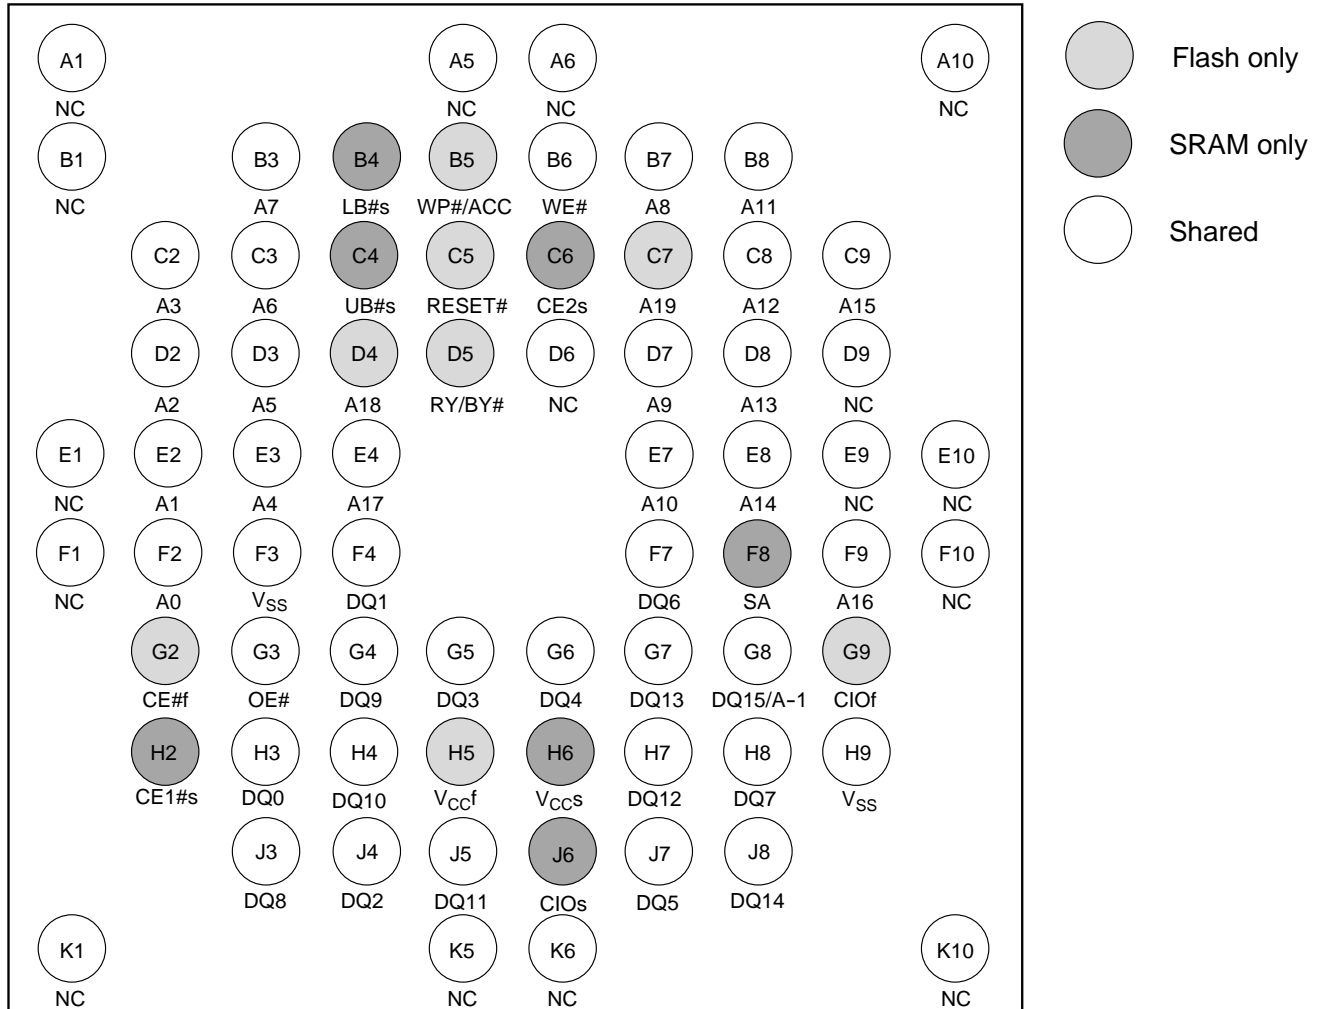 A1 A5 A6 A10 Flash only
NC NC NC NC
B1 B3 B4 B5 B6 B7 B8 SRAM only
NC A7 LB#s WP#/ACC WE# A8 A11
C2 C3 C4 C5 C6 C7 C8 C9 Shared
A3 A6 UB#s RESET# CE2s A19 A12 A15
D2 D3 D4 D5 D6 D7 D8 D9
A2 A5 A18 RY/BY# NC A9 A13 NC
E1 E2 E3 E4 E7 E8 E9 E10
NC A1 A4 A17 A10 A14 NC NC
F1 F2 F3 F4 F7 F8 F9 F10
NC A0 VSS DQ1 DQ6 SA A16 NC
G2 G3 G4 G5 G6 G7 G8 G9
CE#f OE# DQ9 DQ3 DQ4 DQ13 DQ15/A-1 CIOf
H2 H3 H4 H5 H6 H7 H8 H9
CE1#s DQ0 DQ10 VCCf VCCs DQ12 DQ7 VSS
J3 J4 J5 J6 J7 J8
DQ8 DQ2 DQ11 CIOs DQ5 DQ14
K1 K5 K6 K10
NC NC NC NC